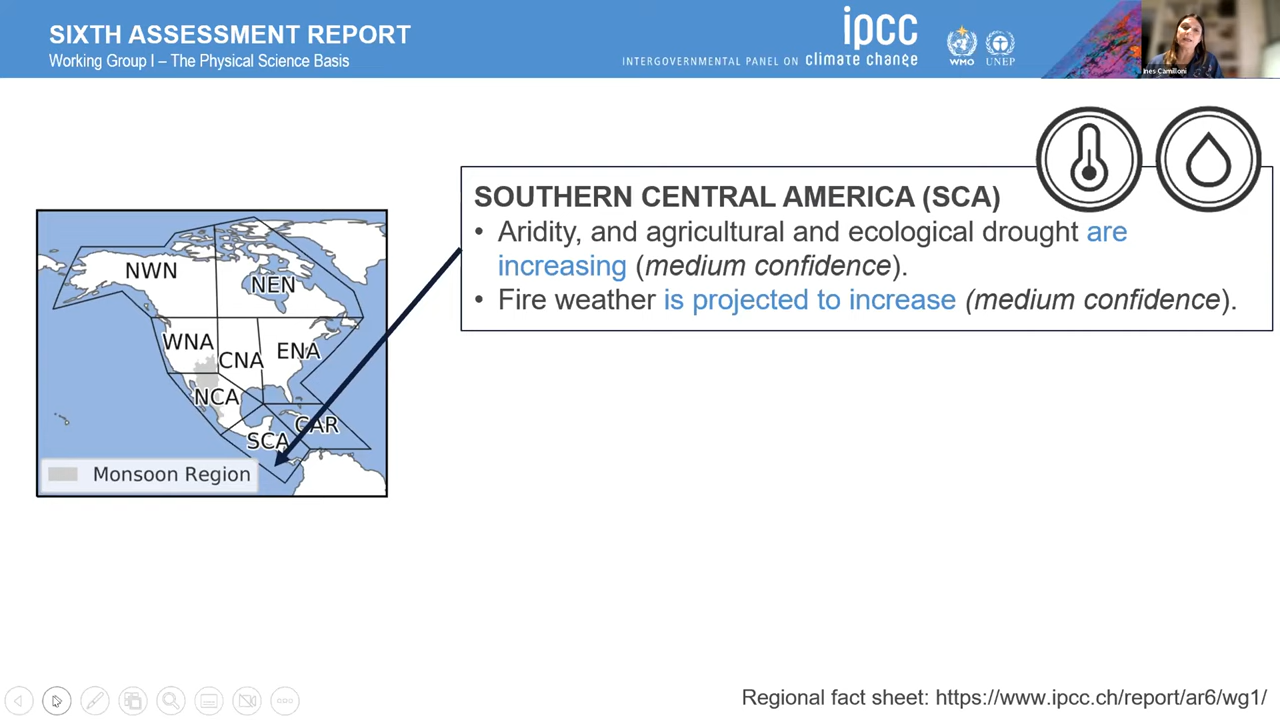 SIXTH ASSESSMENT REPORT
Working Group I – The Physical Science Basis
ipcc
INTERGOVERNMENTAL PANEL ON climate change
WMO
UNEP
Ines Camilloni
SOUTHERN CENTRAL AMERICA (SCA)
• Aridity, and agricultural and ecological drought are
increasing (medium confidence).
• Fire weather is projected to increase (medium confidence).
NWN
NEN
WNA
CNA
ENA
NCA
CAR
SCA
Monsoon Region
Regional fact sheet: https://www.ipcc.ch/report/ar6/wg1/